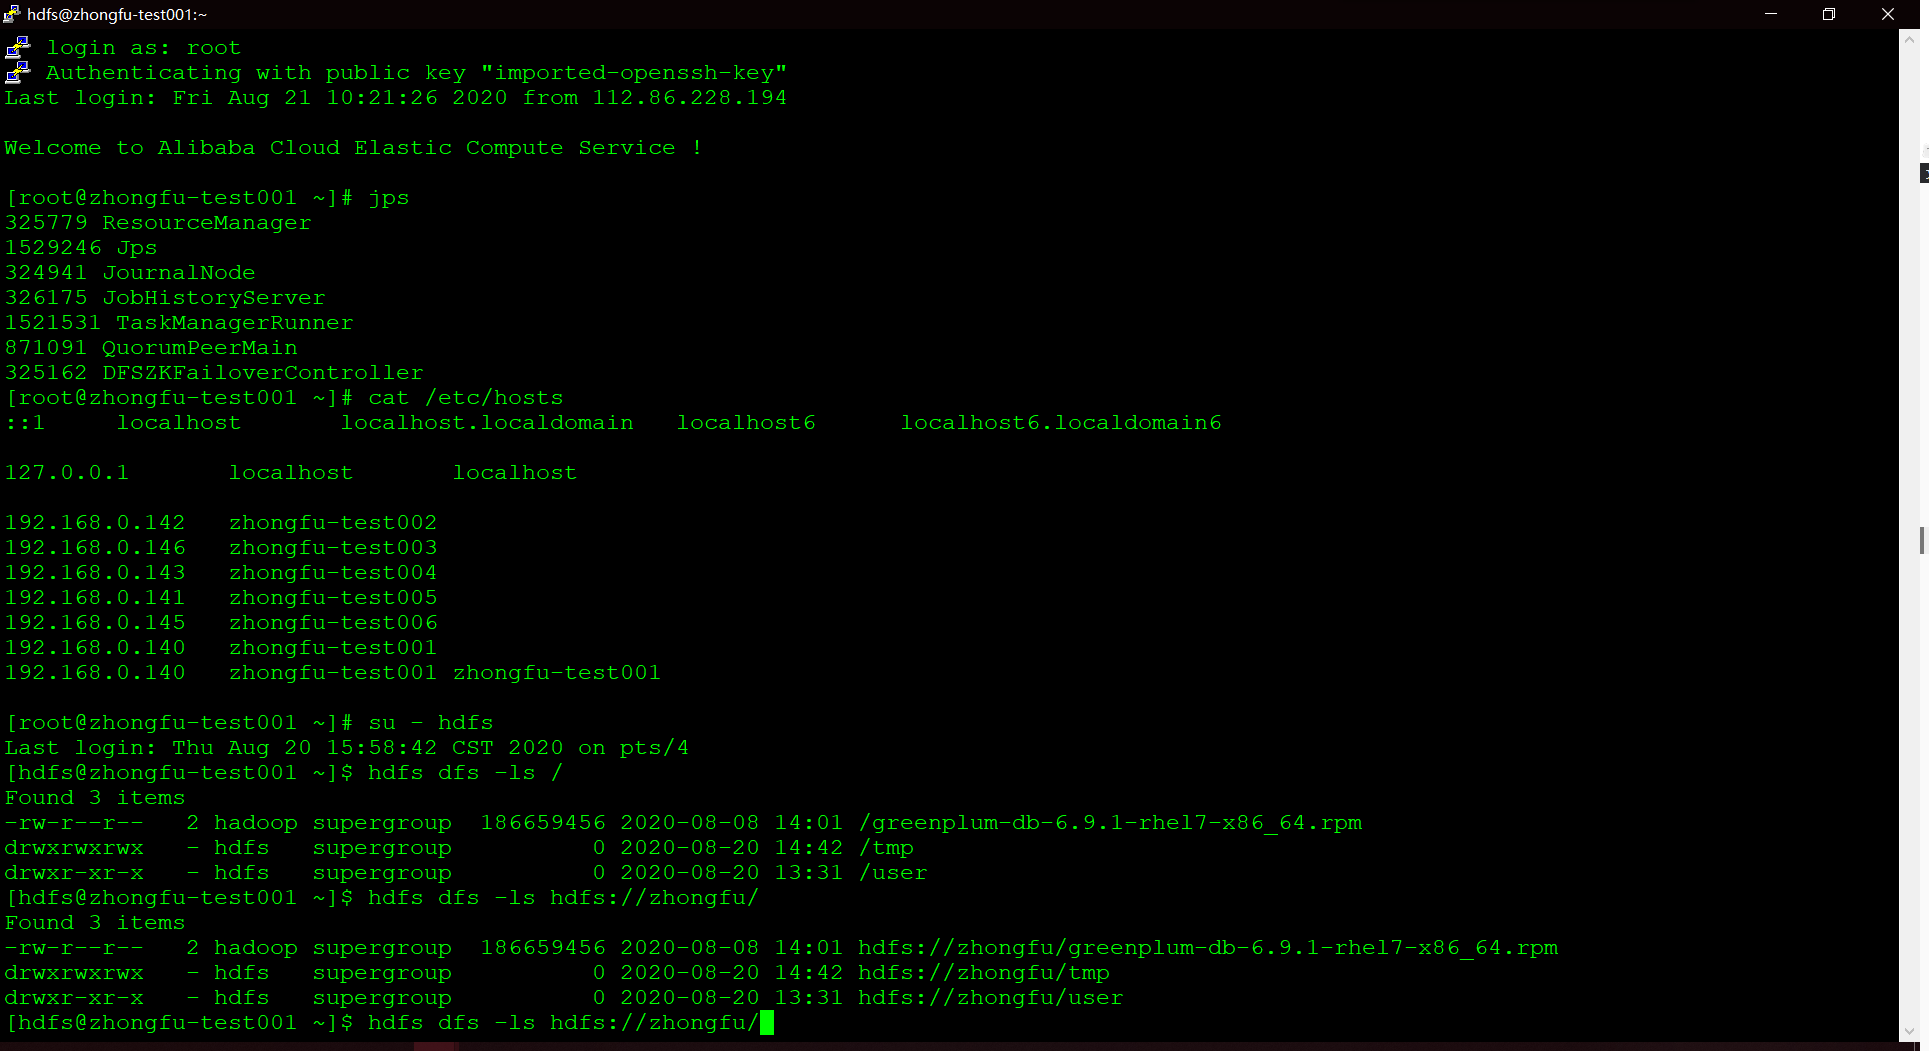 hdfs@zhongfu-test001:~
login as: root
Authenticating with public key "imported-openssh-key"
Last login: Fri Aug 21 10:21:26 2020 from 112.86.228.194
Welcome to Alibaba Cloud Elastic Compute Service !
[root@zhongfu-test001 ~]# jps
325779 ResourceManager
1529246 Jps
324941 JournalNode
326175 JobHistoryServer
1521531 TaskManagerRunner
871091 QuorumPeerMain
325162 DFSZKFailoverController
[root@zhongfu-test001 ~]# cat /etc/hosts
::1     localhost       localhost.localdomain   localhost6      localhost6.localdomain6
127.0.0.1       localhost       localhost
192.168.0.142   zhongfu-test002
192.168.0.146   zhongfu-test003
192.168.0.143   zhongfu-test004
192.168.0.141   zhongfu-test005
192.168.0.145   zhongfu-test006
192.168.0.140   zhongfu-test001
192.168.0.140   zhongfu-test001 zhongfu-test001
[root@zhongfu-test001 ~]# su - hdfs
Last login: Thu Aug 20 15:58:42 CST 2020 on pts/4
[hdfs@zhongfu-test001 ~]$ hdfs dfs -ls /
Found 3 items
-rw-r--r--   2 hadoop supergroup  186659456 2020-08-08 14:01 /greenplum-db-6.9.1-rhel7-x86_64.rpm
drwxrwxrwx   - hdfs   supergroup          0 2020-08-20 14:42 /tmp
drwxr-xr-x   - hdfs   supergroup          0 2020-08-20 13:31 /user
[hdfs@zhongfu-test001 ~]$ hdfs dfs -ls hdfs://zhongfu/
Found 3 items
-rw-r--r--   2 hadoop supergroup  186659456 2020-08-08 14:01 hdfs://zhongfu/greenplum-db-6.9.1-rhel7-x86_64.rpm
drwxrwxrwx   - hdfs   supergroup          0 2020-08-20 14:42 hdfs://zhongfu/tmp
drwxr-xr-x   - hdfs   supergroup          0 2020-08-20 13:31 hdfs://zhongfu/user
[hdfs@zhongfu-test001 ~]$ hdfs dfs -ls hdfs://zhongfu/